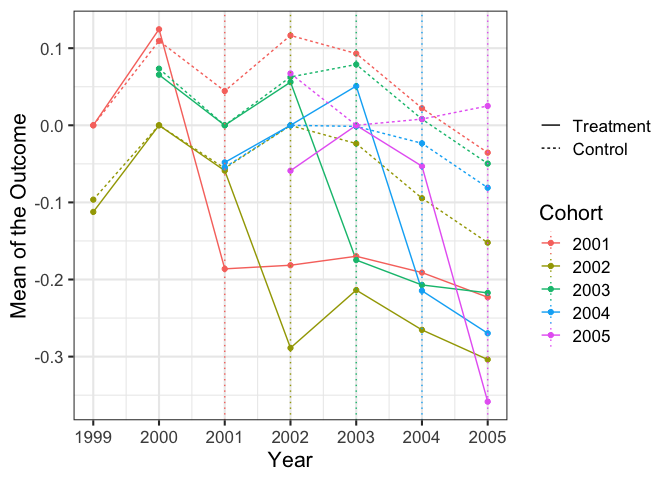 Mean of the Outcome
0.1
0.0
-0.1
-0.2
-0.3
1999 2000 2001 2002 2003 2004 2005
Year
Treatment
Control
Cohort
2001
2002
2003
2004
2005